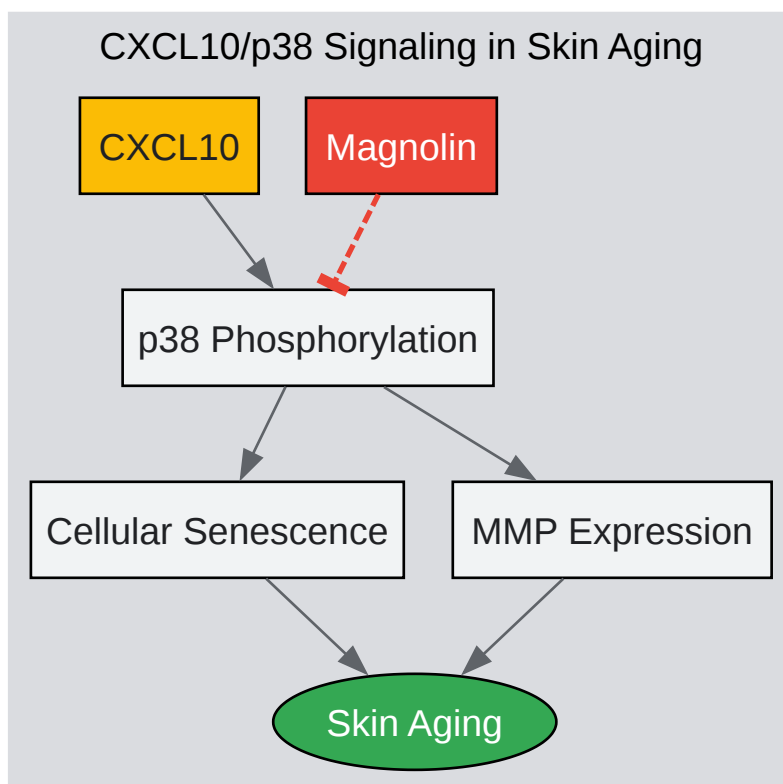 CXCL10/p38 Signaling in Skin Aging
CXCL10
Magnolin
p38 Phosphorylation
Cellular Senescence
MMP Expression
Skin Aging